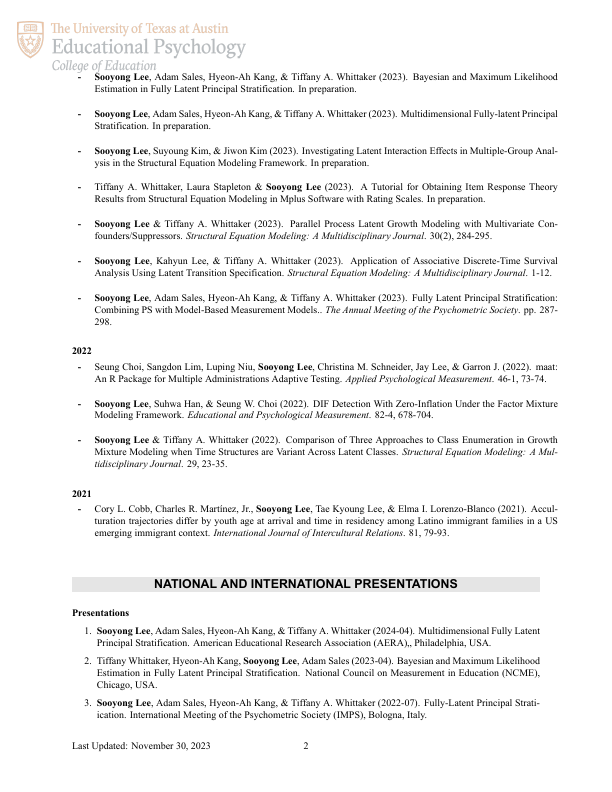 The University of Texas at Austin
Educational Psychology
College of Education
- Sooyong Lee, Adam Sales, Hyeon-Ah Kang, & Tiffany A. Whittaker (2023). Bayesian and Maximum Likelihood
Estimation in Fully Latent Principal Stratification. In preparation.
- Sooyong Lee, Adam Sales, Hyeon-Ah Kang, & Tiffany A. Whittaker (2023). Multidimensional Fully-latent Principal
Stratification. In preparation.
- Sooyong Lee, Suyoung Kim, & Jiwon Kim (2023). Investigating Latent Interaction Effects in Multiple-Group Anal-
ysis in the Structural Equation Modeling Framework. In preparation.
- Tiffany A. Whittaker, Laura Stapleton & Sooyong Lee (2023). A Tutorial for Obtaining Item Response Theory
Results from Structural Equation Modeling in Mplus Software with Rating Scales. In preparation.
- Sooyong Lee & Tiffany A. Whittaker (2023). Parallel Process Latent Growth Modeling with Multivariate Con-
founders/Suppressors. Structural Equation Modeling: A Multidisciplinary Journal. 30(2), 284-295.
- Sooyong Lee, Kahyun Lee, & Tiffany A. Whittaker (2023). Application of Associative Discrete-Time Survival
Analysis Using Latent Transition Specification. Structural Equation Modeling: A Multidisciplinary Journal. 1-12.
- Sooyong Lee, Adam Sales, Hyeon-Ah Kang, & Tiffany A. Whittaker (2023). Fully Latent Principal Stratification:
Combining PS with Model-Based Measurement Models.. The Annual Meeting of the Psychometric Society. pp. 287-
298.
2022
- Seung Choi, Sangdon Lim, Luping Niu, Sooyong Lee, Christina M. Schneider, Jay Lee, & Garron J. (2022). maat:
An R Package for Multiple Administrations Adaptive Testing. Applied Psychological Measurement. 46-1, 73-74.
- Sooyong Lee, Suhwa Han, & Seung W. Choi (2022). DIF Detection With Zero-Inflation Under the Factor Mixture
Modeling Framework. Educational and Psychological Measurement. 82-4, 678-704.
- Sooyong Lee & Tiffany A. Whittaker (2022). Comparison of Three Approaches to Class Enumeration in Growth
Mixture Modeling when Time Structures are Variant Across Latent Classes. Structural Equation Modeling: A Mul-
tidisciplinary Journal. 29, 23-35.
2021
- Cory L. Cobb, Charles R. Martínez, Jr., Sooyong Lee, Tae Kyoung Lee, & Elma I. Lorenzo-Blanco (2021). Accul-
turation trajectories differ by youth age at arrival and time in residency among Latino immigrant families in a US
emerging immigrant context. International Journal of Intercultural Relations. 81, 79-93.
NATIONAL AND INTERNATIONAL PRESENTATIONS
Presentations
1. Sooyong Lee, Adam Sales, Hyeon-Ah Kang, & Tiffany A. Whittaker (2024-04). Multidimensional Fully Latent
Principal Stratification. American Educational Research Association (AERA),, Philadelphia, USA.
2. Tiffany Whittaker, Hyeon-Ah Kang, Sooyong Lee, Adam Sales (2023-04). Bayesian and Maximum Likelihood
Estimation in Fully Latent Principal Stratification. National Council on Measurement in Education (NCME),
Chicago, USA.
3. Sooyong Lee, Adam Sales, Hyeon-Ah Kang, & Tiffany A. Whittaker (2022-07). Fully-Latent Principal Strati-
ication. International Meeting of the Psychometric Society (IMPS), Bologna, Italy.
Last Updated: November 30, 2023
2